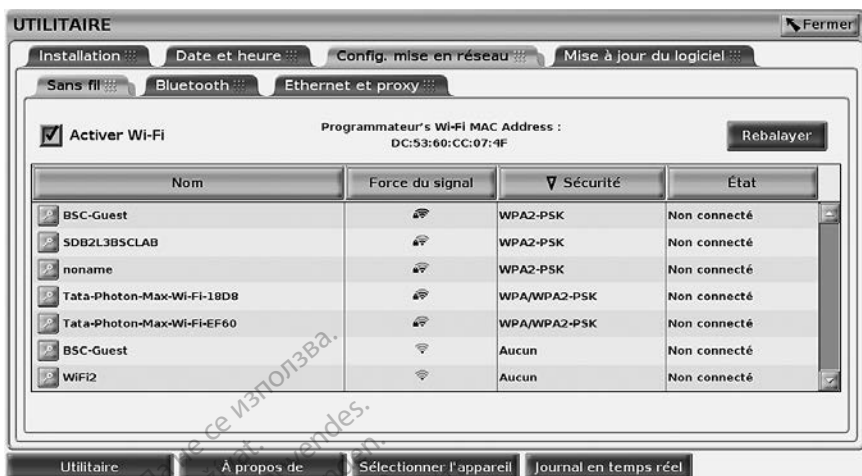 UTILITAIRE
Fermer
Installation
Date et heure
Config. mise en réseau
Mise à jour du logiciel
Sans fil
Bluetooth
Ethernet et proxy
Activer Wi-Fi
Programmateur's Wi-Fi MAC Address :
DC:53:60:CC:07:4F
Rebalayer
Nom Force du signal Sécurité État
BSC-Guest WPA2-PSK Non connecté
SDB2L3BSCLAB WPA2-PSK Non connecté
noname WPA2-PSK Non connecté
Tata-Photon-Max-Wi-Fi-18D8 WPA/WPA2-PSK Non connecté
Tata-Photon-Max-Wi-Fi-EF60 WPA/WPA2-PSK Non connecté
BSC-Guest Aucun Non connecté
WiFi2 Aucun Non connecté
Utilitaire
À propos de
Sélectionner l'appareil
Journal en temps réel
не се използва.